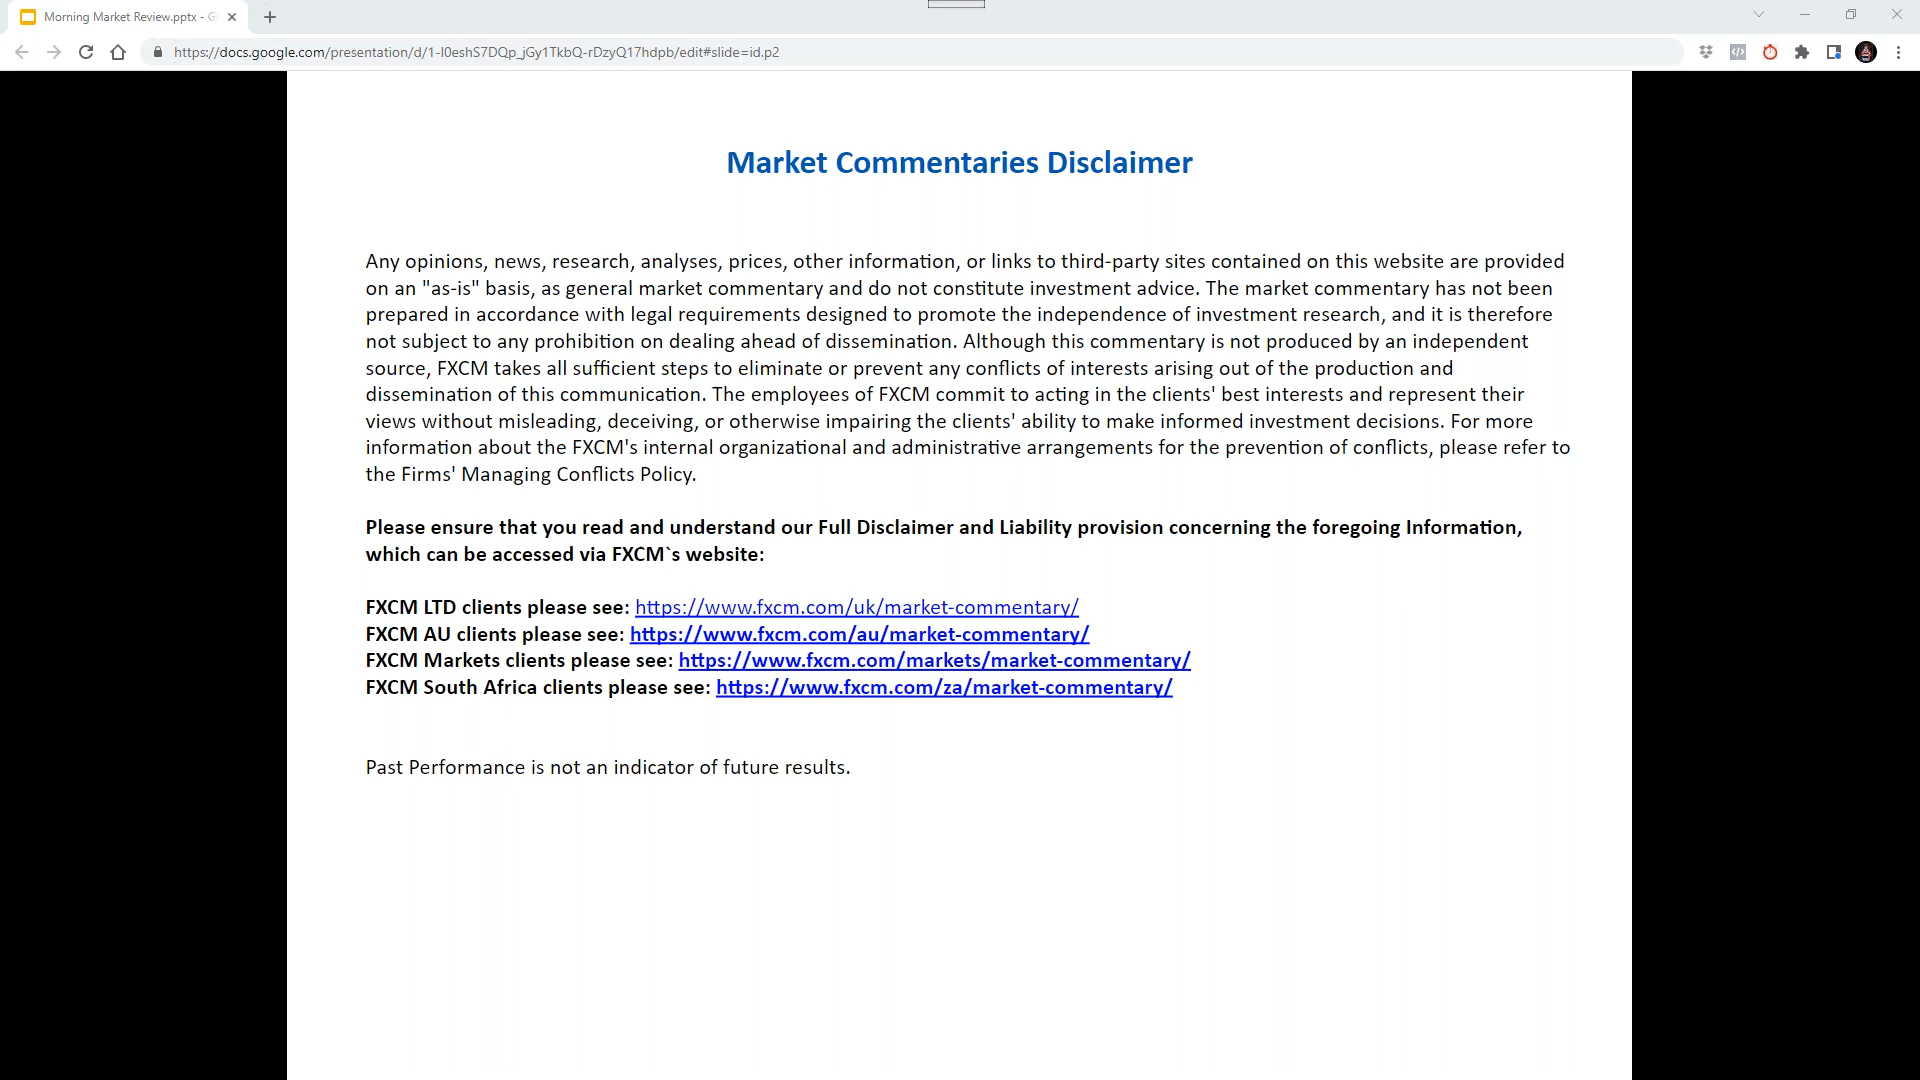 Morning Market Review.pptx - G
https://docs.google.com/presentation/d/1-I0eshS7DQp_jGy1TkbQ-rDzyQ17hdpb/edit#slide=id.p2
Market Commentaries Disclaimer
Any opinions, news, research, analyses, prices, other information, or links to third-party sites contained on this website are provided
on an "as-is" basis, as general market commentary and do not constitute investment advice. The market commentary has not been
prepared in accordance with legal requirements designed to promote the independence of investment research, and it is therefore
not subject to any prohibition on dealing ahead of dissemination. Although this commentary is not produced by an independent
source, FXCM takes all sufficient steps to eliminate or prevent any conflicts of interests arising out of the production and
dissemination of this communication. The employees of FXCM commit to acting in the clients' best interests and represent their
views without misleading, deceiving, or otherwise impairing the clients' ability to make informed investment decisions. For more
information about the FXCM's internal organizational and administrative arrangements for the prevention of conflicts, please refer to
the Firms' Managing Conflicts Policy.
Please ensure that you read and understand our Full Disclaimer and Liability provision concerning the foregoing Information,
which can be accessed via FXCM`s website:
FXCM LTD clients please see: https://www.fxcm.com/uk/market-commentary/
FXCM AU clients please see: https://www.fxcm.com/au/market-commentary/
FXCM Markets clients please see: https://www.fxcm.com/markets/market-commentary/
FXCM South Africa clients please see: https://www.fxcm.com/za/market-commentary/
Past Performance is not an indicator of future results.